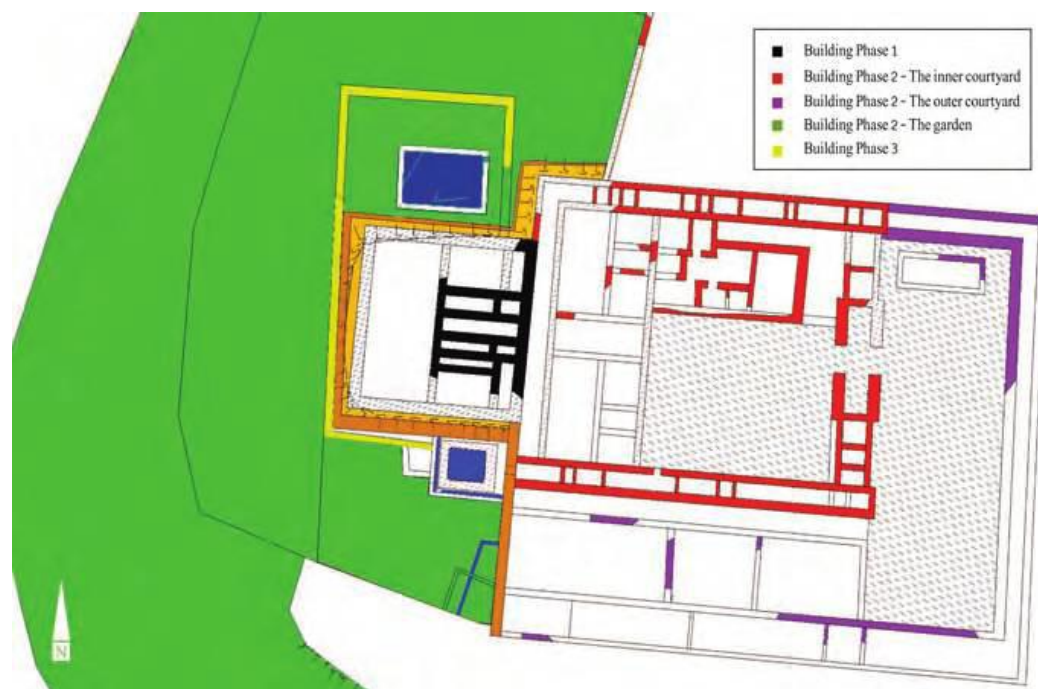 Building Phase 1
Building Phase 2 - The inner courtyard
Building Phase 2 - The outer courtyard
Building Phase 2 - The garden
Building Phase 3
N